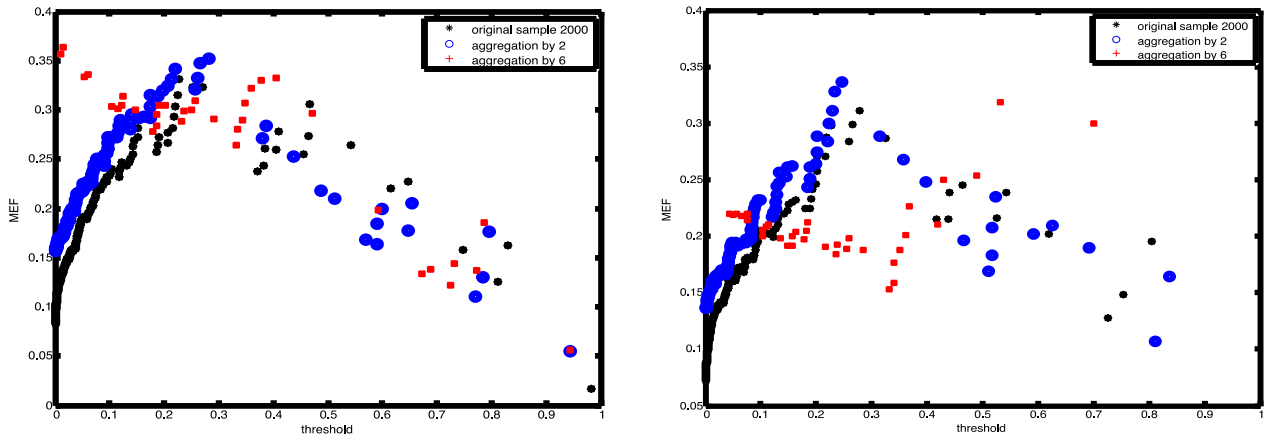 0.4
0.35
0.3
0.25
0.2
0.15
0.1
0.05
0
MEF
0 0.1 0.2 0.3 0.4 0.5 0.6 0.7 0.8 0.9 1
threshold
original sample 2000
aggregation by 2
aggregation by 6
0.4
0.35
0.3
0.25
0.2
0.15
0.1
0.05
MEF
0 0.1 0.2 0.3 0.4 0.5 0.6 0.7 0.8 0.9 1
threshold
original sample 2000
aggregation by 2
aggregation by 6